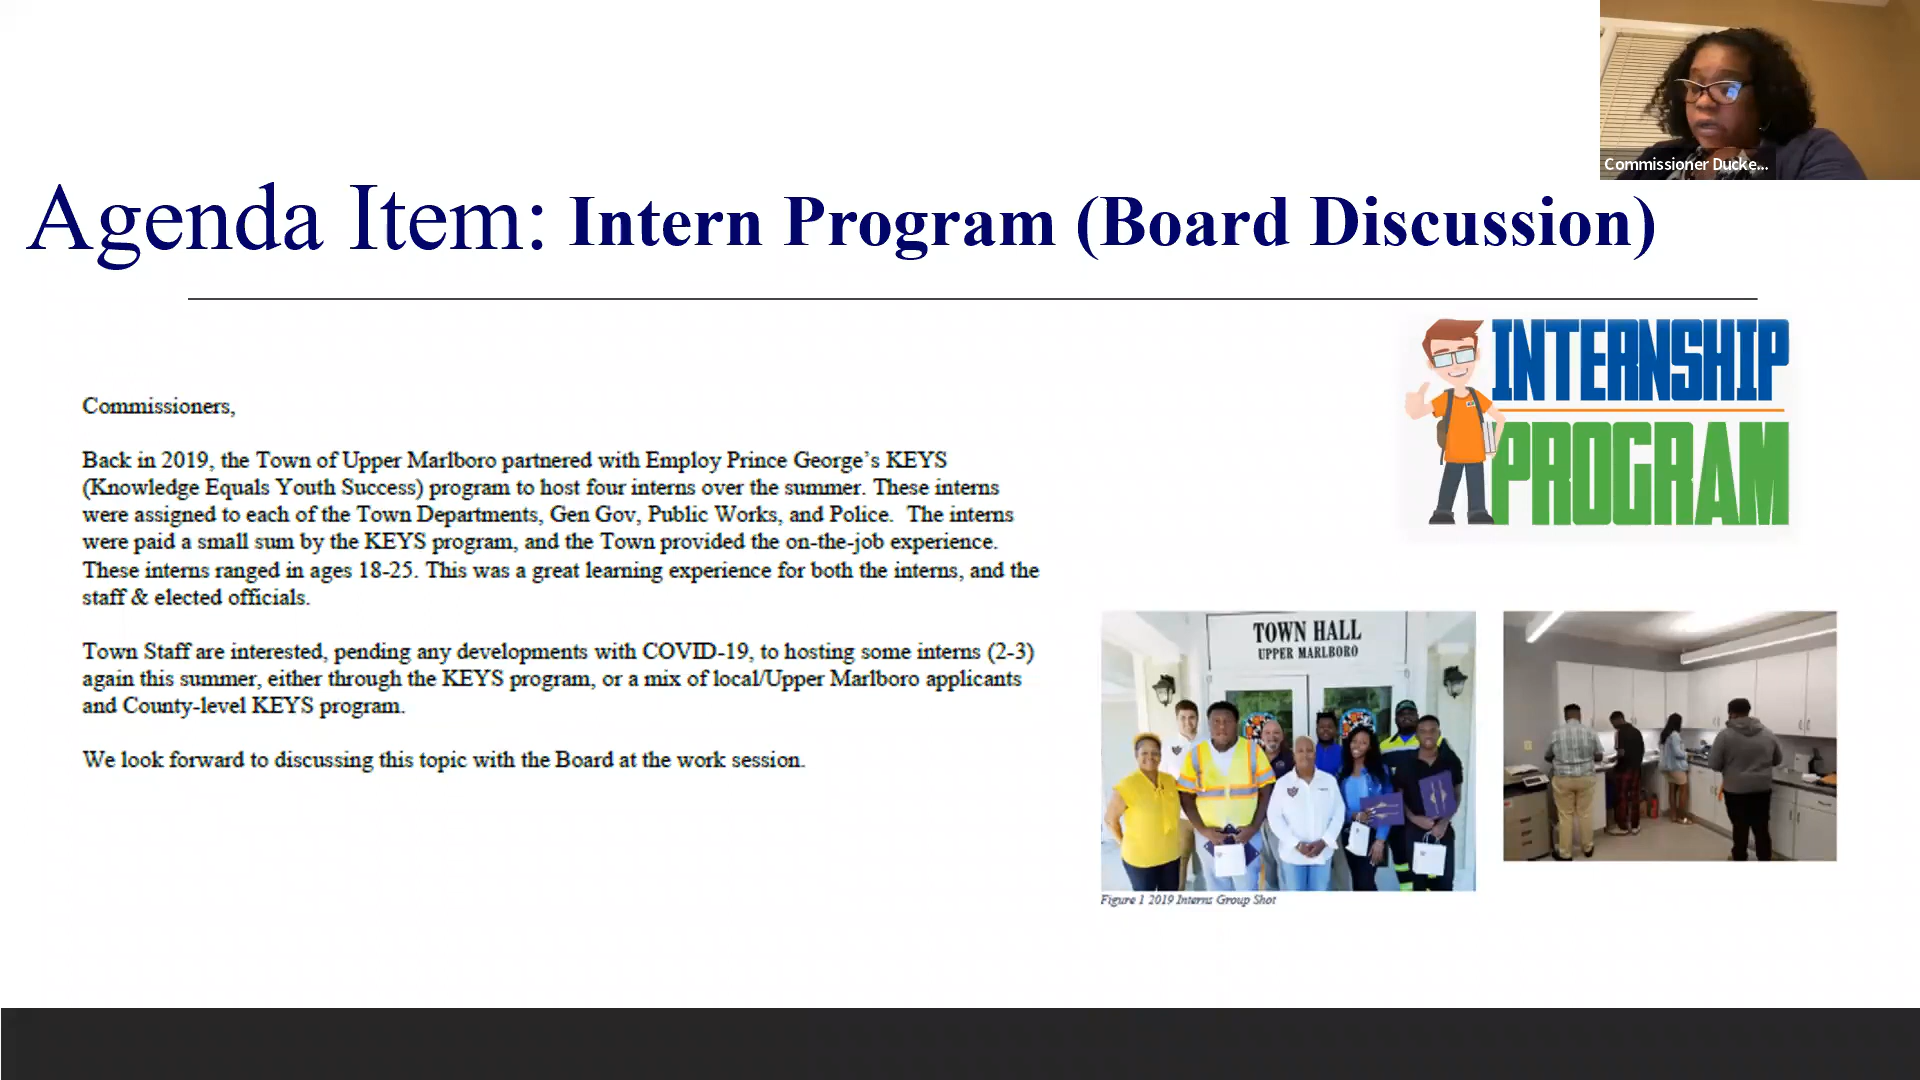 Commissioner Ducke...
Agenda Item: Intern Program (Board Discussion)
INTERNSHIP
PROGRAM
Commissioners,
Back in 2019, the Town of Upper Marlboro partnered with Employ Prince George's KEYS
(Knowledge Equals Youth Success) program to host four interns over the summer. These interns
were assigned to each of the Town Departments, Gen Gov, Public Works, and Police. The interns
were paid a small sum by the KEYS program, and the Town provided the on-the-job experience.
These interns ranged in ages 18-25. This was a great learning experience for both the interns, and the
staff & elected officials.
Town Staff are interested, pending any developments with COVID-19, to hosting some interns (2-3)
again this summer, either through the KEYS program, or a mix of local/Upper Marlboro applicants
and County-level KEYS program.
We look forward to discussing this topic with the Board at the work session.
TOWN HALL
UPPER MARLBORO
Figure 1 2019 Interns Group Shot